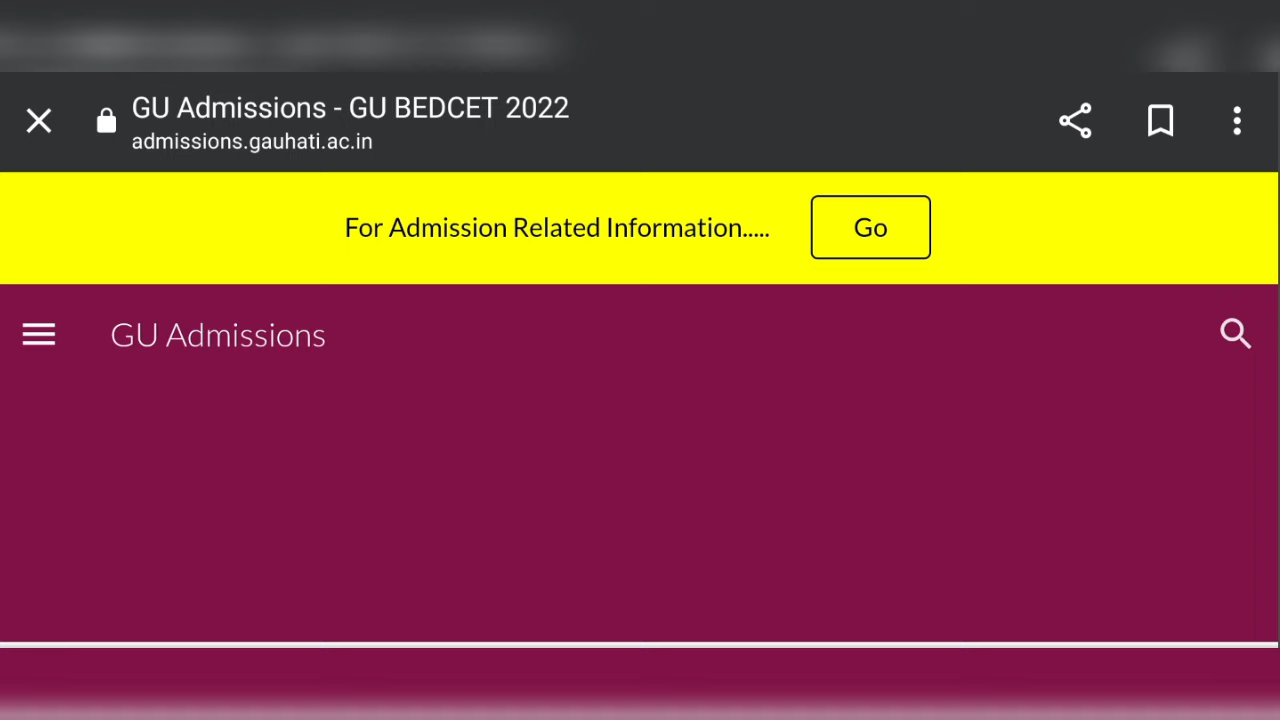 GU Admissions - GU BEDCET 2022
admissions.gauhati.ac.in
For Admission Related Information..... Go
GU Admissions